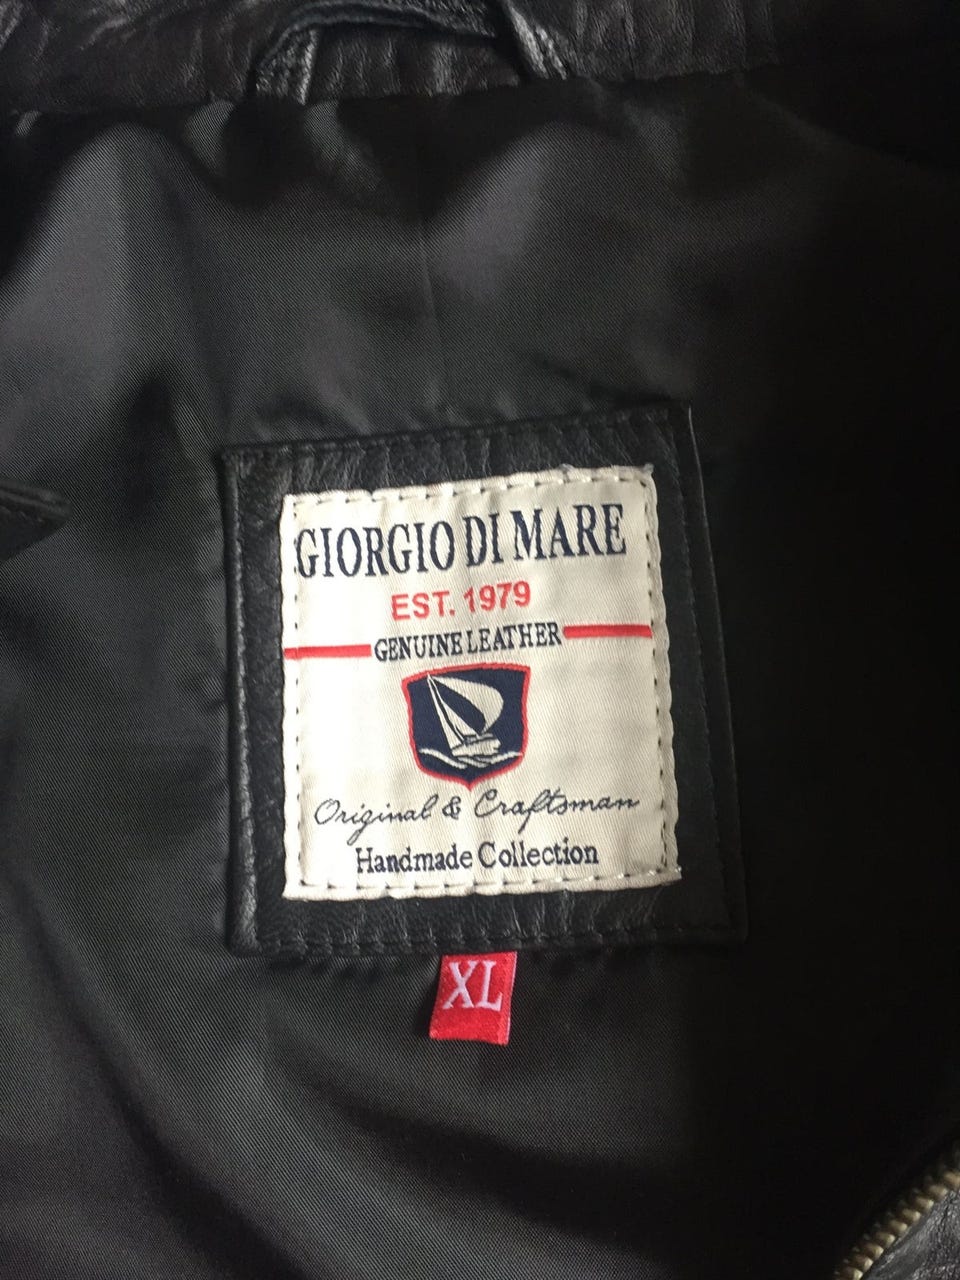 GIORGIO DI MARE
EST. 1979
GENUINE LEATHER
Original & Craftsman
Handmade Collection
XL